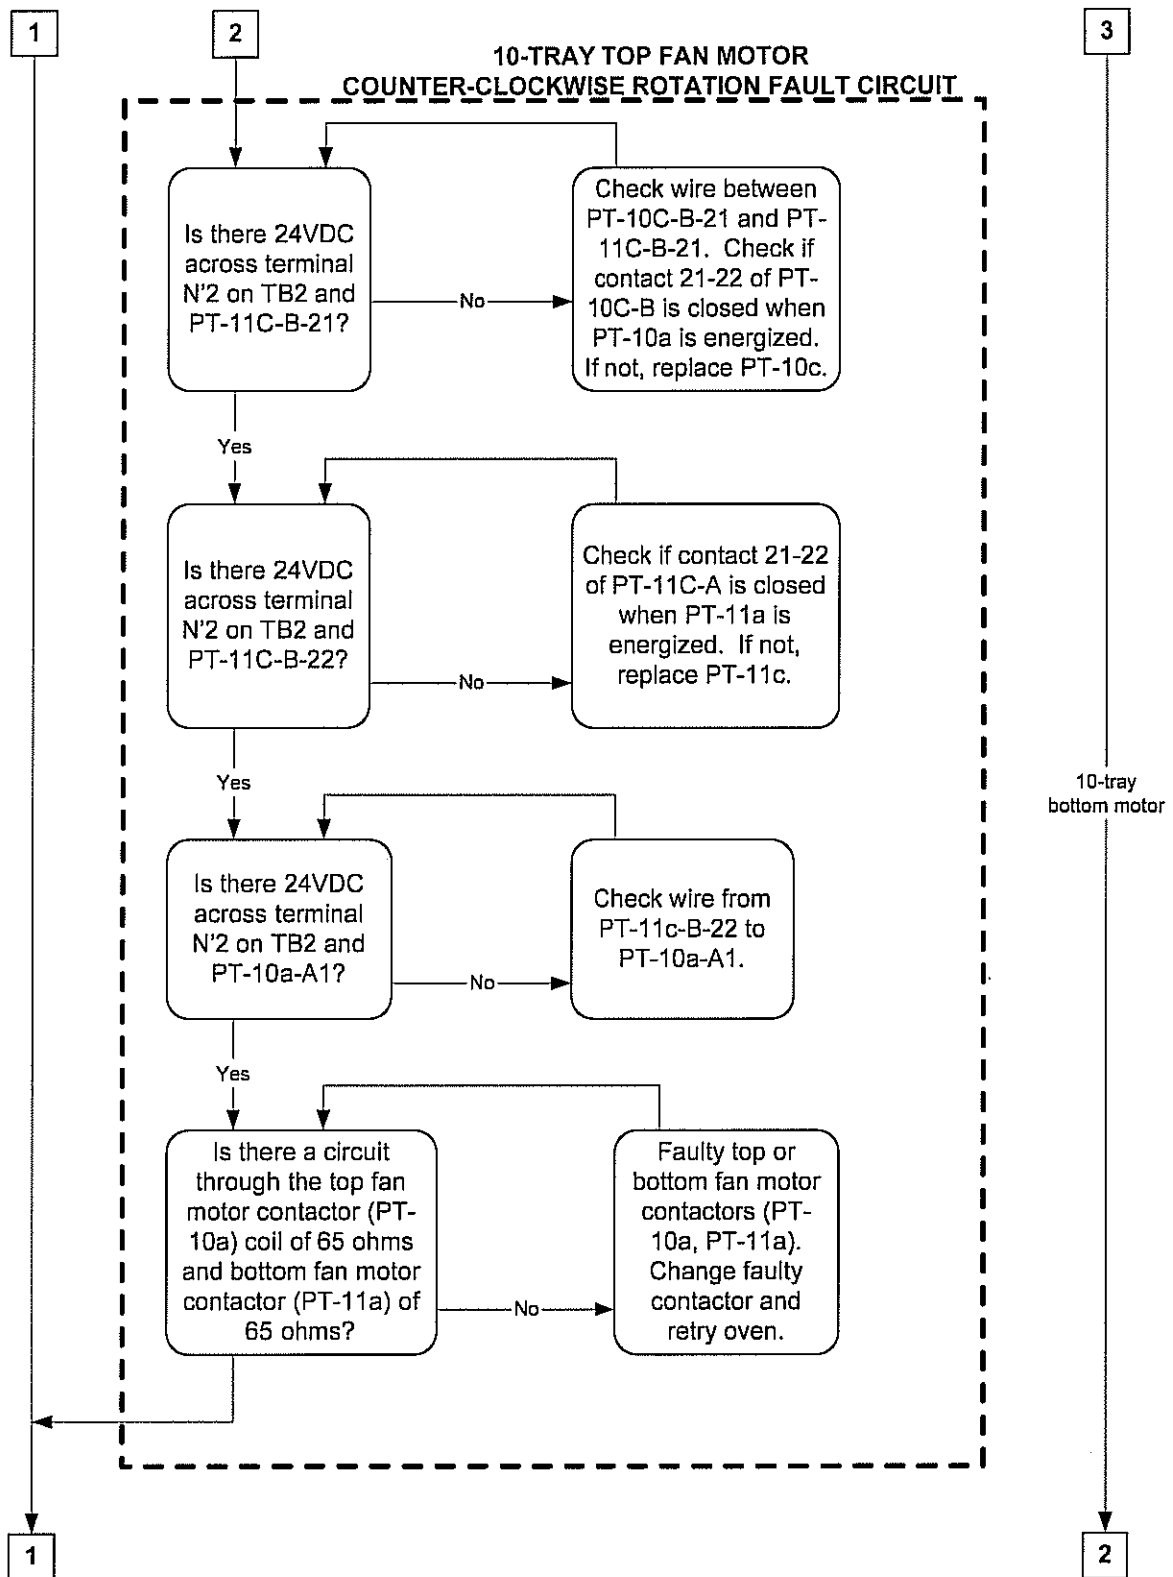 1
2
3
10-TRAY TOP FAN MOTOR
COUNTER-CLOCKWISE ROTATION FAULT CIRCUIT
Is there 24VDC
across terminal
N'2 on TB2 and
PT-11C-B-21?
No
Check wire between
PT-10C-B-21 and PT-
11C-B-21. Check if
contact 21-22 of PT-
10C-B is closed when
PT-10a is energized.
If not, replace PT-10c.
Yes
Is there 24VDC
across terminal
N'2 on TB2 and
PT-11C-B-22?
No
Check if contact 21-22
of PT-11C-A is closed
when PT-11a is
energized. If not,
replace PT-11c.
Yes
10-tray
bottom motor
Is there 24VDC
across terminal
N'2 on TB2 and
PT-10a-A1?
No
Check wire from
PT-11c-B-22 to
PT-10a-A1.
Yes
Is there a circuit
through the top fan
motor contactor (PT-
10a) coil of 65 ohms
and bottom fan motor
contactor (PT-11a) of
65 ohms?
No
Faulty top or
bottom fan motor
contactors (PT-
10a, PT-11a).
Change faulty
contactor and
retry oven.
1
2